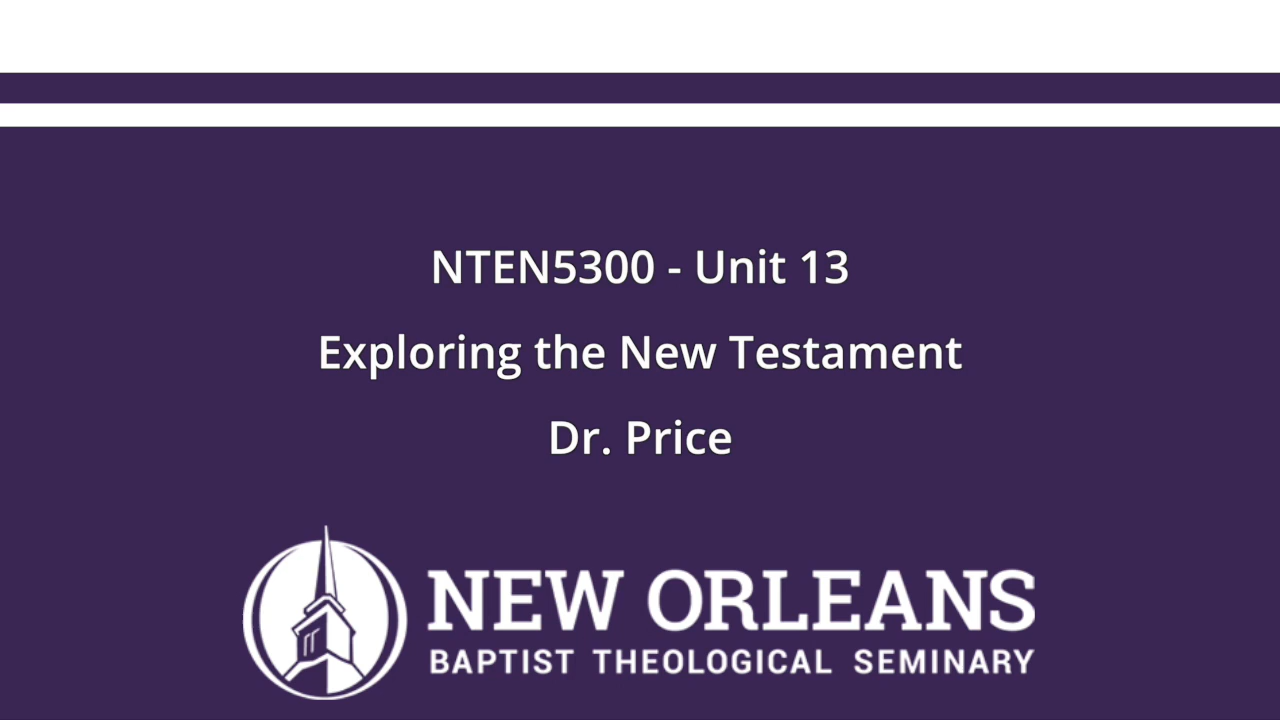 NTEN5300 - Unit 13
Exploring the New Testament
Dr. Price
NEW ORLEANS
BAPTIST THEOLOGICAL SEMINARY